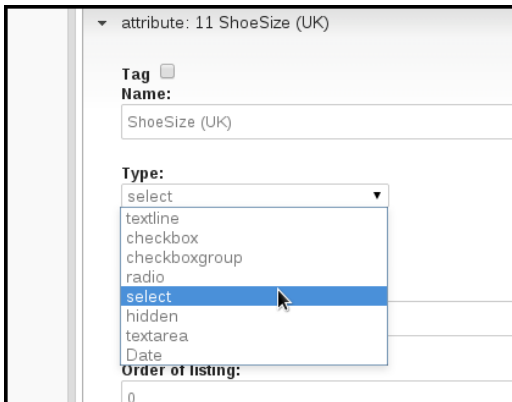 attribute: 11 ShoeSize (UK)
Tag
Name:
ShoeSize (UK)
Type:
select
textline
checkbox
checkboxgroup
radio
select
hidden
textarea
Date
Order of listing:
0